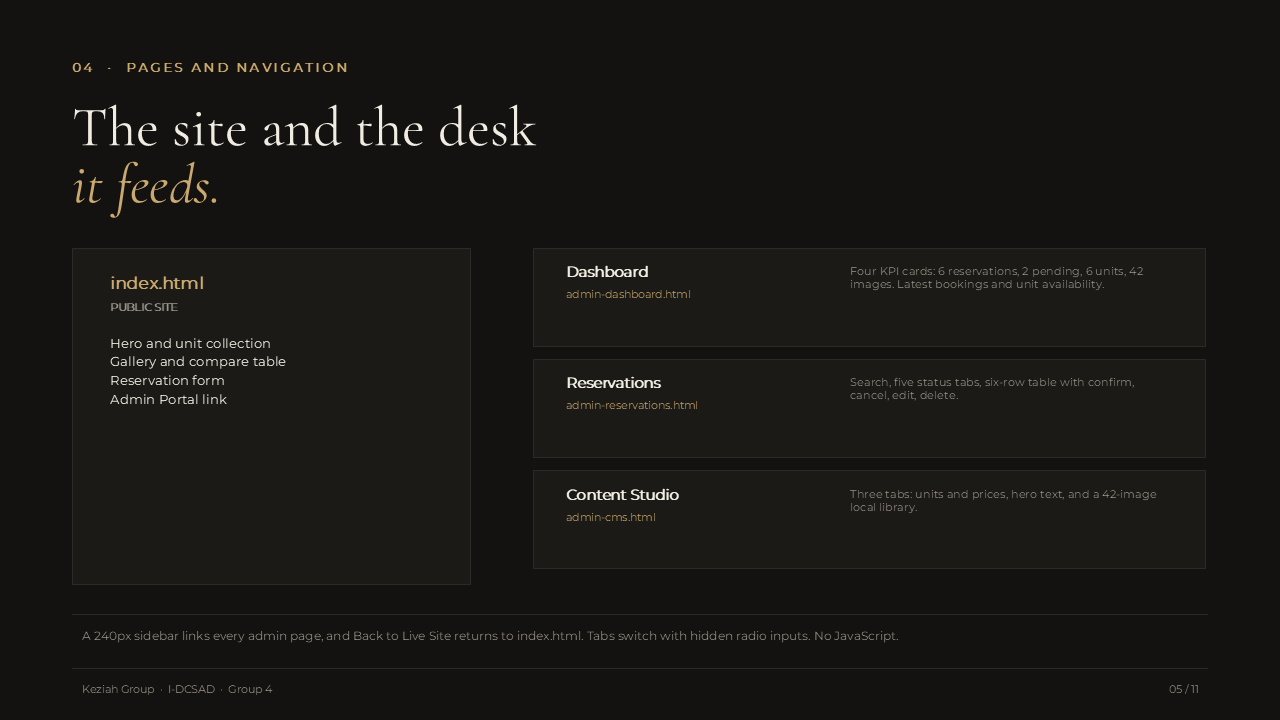 04 · PAGES AND NAVIGATION
The site and the desk
it feeds.
index.html
PUBLIC SITE
Hero and unit collection
Gallery and compare table
Reservation form
Admin Portal link
Dashboard
admin-dashboard.html
Four KPI cards: 6 reservations, 2 pending, 6 units, 42
images. Latest bookings and unit availability.
Reservations
admin-reservations.html
Search, five status tabs, six-row table with confirm,
cancel, edit, delete.
Content Studio
admin-cms.html
Three tabs: units and prices, hero text, and a 42-image
local library.
A 240px sidebar links every admin page, and Back to Live Site returns to index.html. Tabs switch with hidden radio inputs. No JavaScript.
Keziah Group · I-DCSAD · Group 4
05 / 11